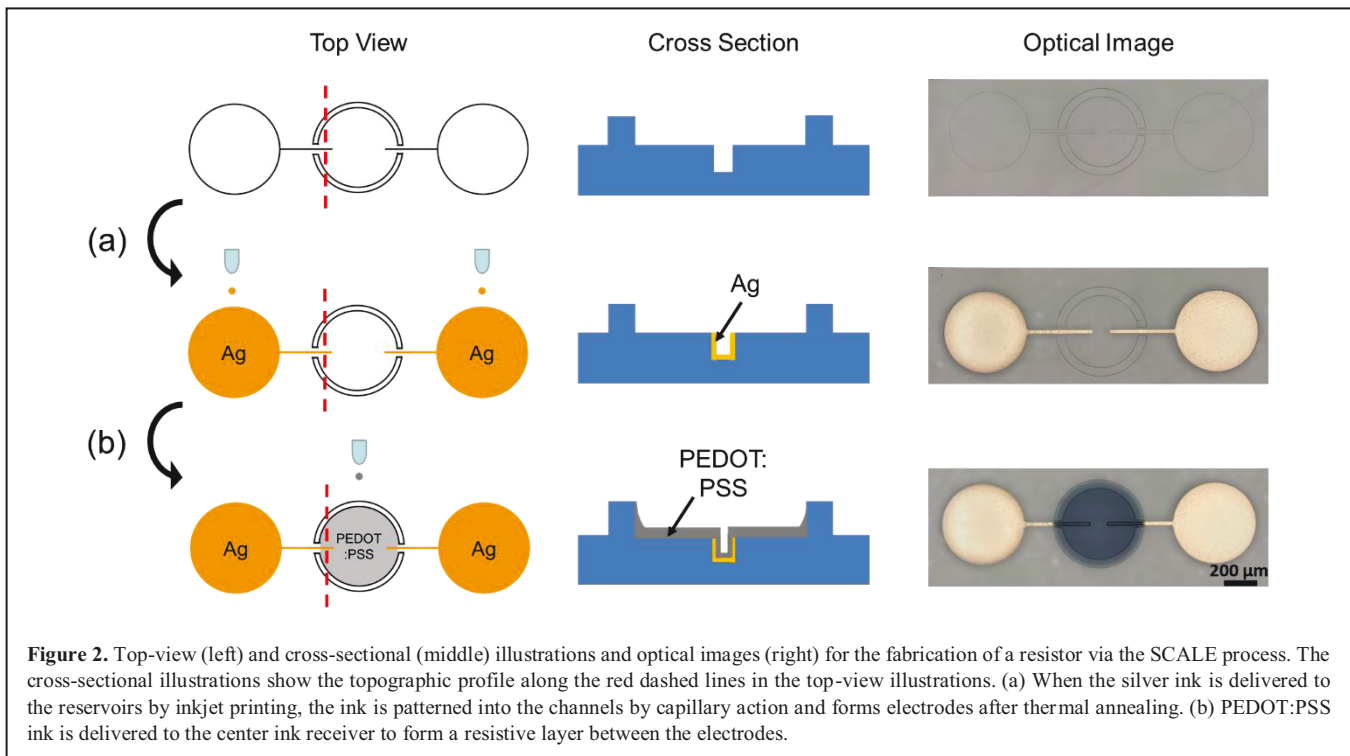 Top View
Cross Section
Optical Image
(a)
Ag
Ag
Ag
(b)
PEDOT:
PSS
Ag
PEDOT
:PSS
Ag
200 µm
Figure 2. Top-view (left) and cross-sectional (middle) illustrations and optical images (right) for the fabrication of a resistor via the SCALE process. The
cross-sectional illustrations show the topographic profile along the red dashed lines in the top-view illustrations. (a) When the silver ink is delivered to
the reservoirs by inkjet printing, the ink is patterned into the channels by capillary action and forms electrodes after thermal annealing. (b) PEDOT:PSS
ink is delivered to the center ink receiver to form a resistive layer between the electrodes.